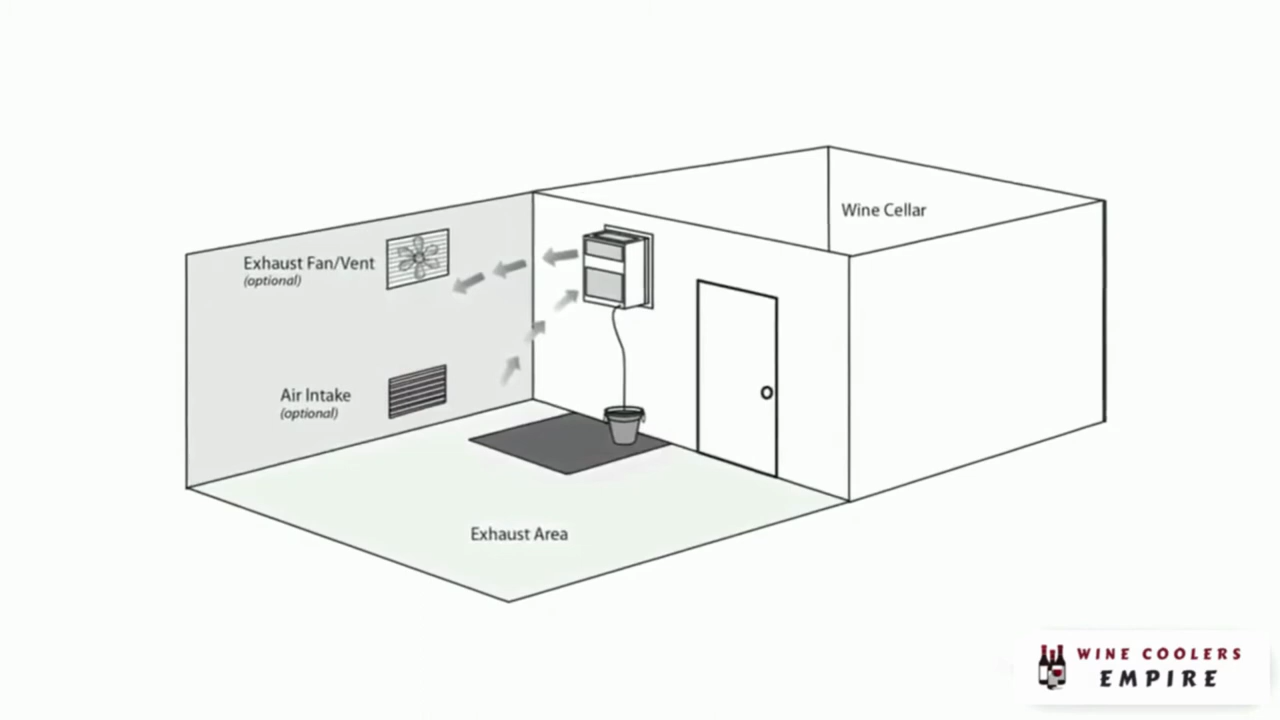 Wine Cellar
Exhaust Fan/Vent
(optional)
Air Intake
(optional)
Exhaust Area
WINE COOLERS
EMPIRE